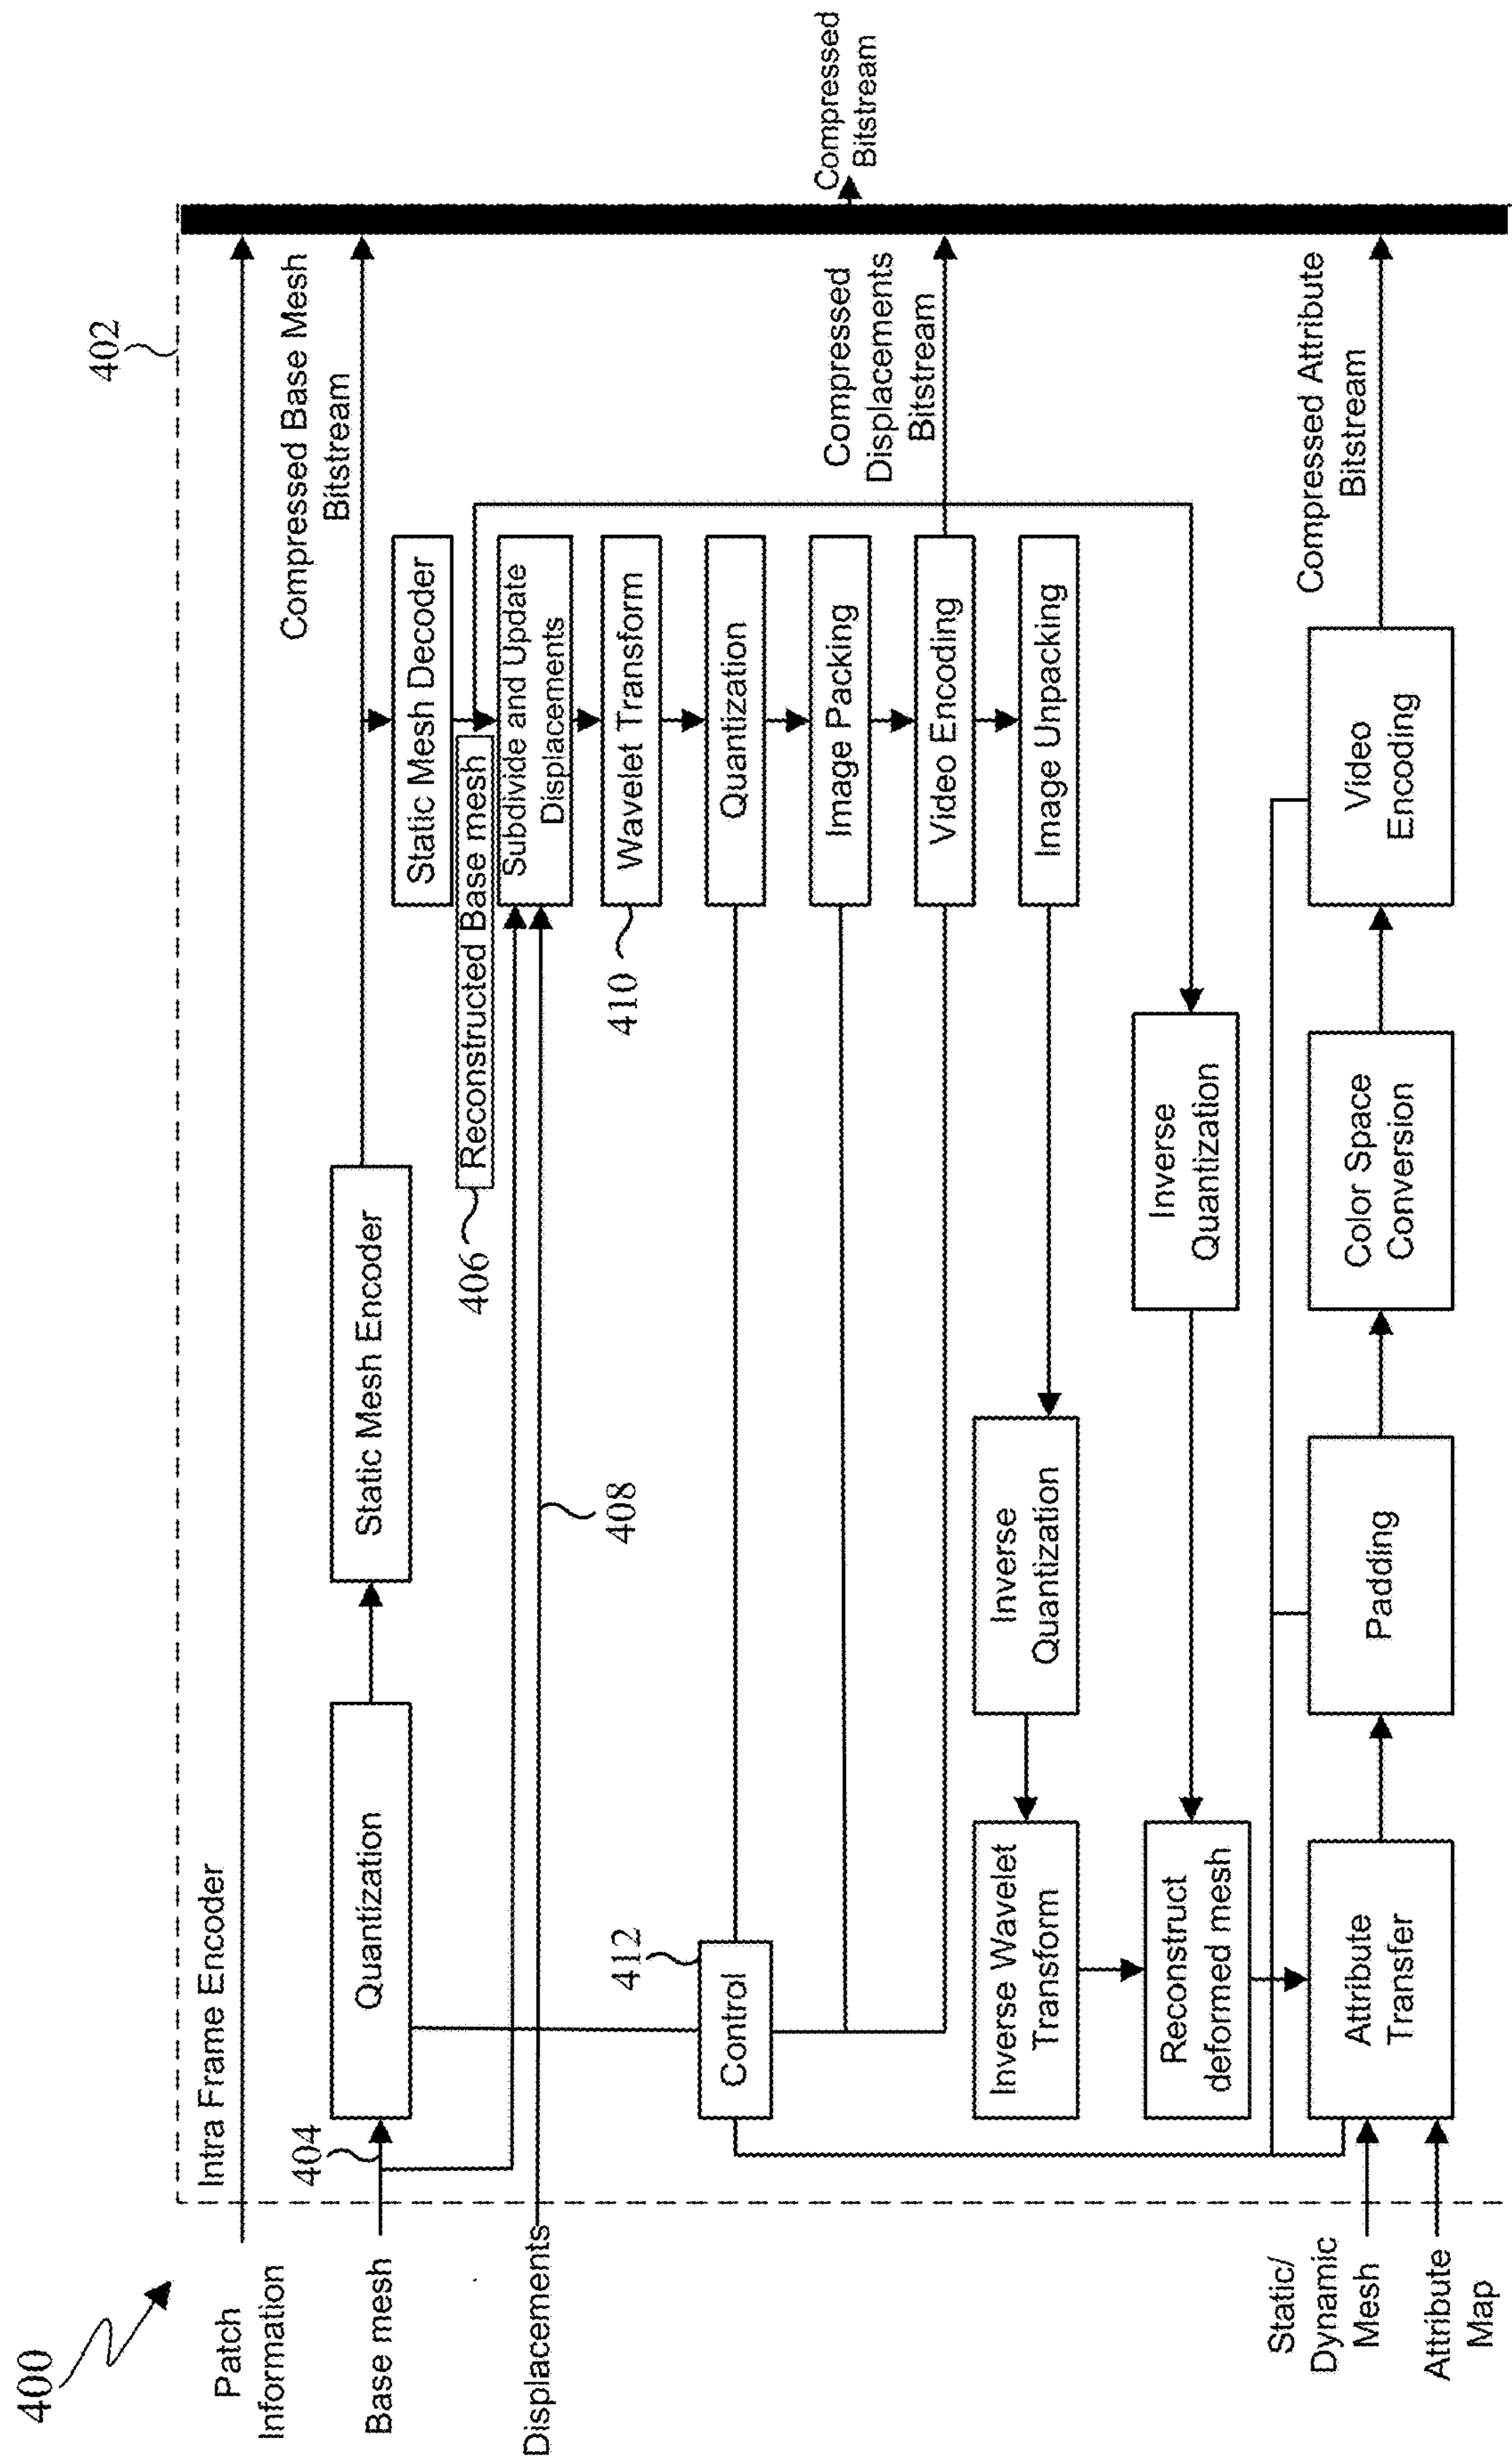 400
402
Intra Frame Encoder
Patch
Information
Base mesh
404
Quantization
Static Mesh Encoder
Compressed Base Mesh
Bitstream
Static Mesh Decoder
406
Reconstructed Base mesh
Displacements
408
Subdivide and Update
Displacements
410
Wavelet Transform
412
Control
Quantization
Image Packing
Video Encoding
Compressed
Displacements
Bitstream
Compressed
Bitstream
Image Unpacking
Inverse
Quantization
Inverse Wavelet
Transform
Inverse
Quantization
Reconstruct
deformed mesh
Static/
Dynamic
Mesh
Attribute
Map
Attribute
Transfer
Padding
Color Space
Conversion
Video
Encoding
Compressed Attribute
Bitstream